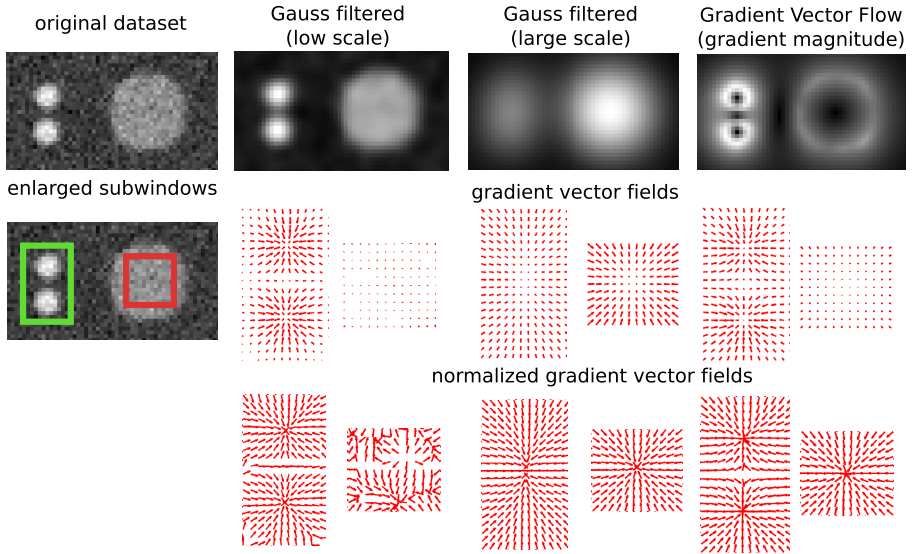 original dataset
Gauss filtered
(low scale)
Gauss filtered
(large scale)
Gradient Vector Flow
(gradient magnitude)
enlarged subwindows
gradient vector fields
normalized gradient vector fields